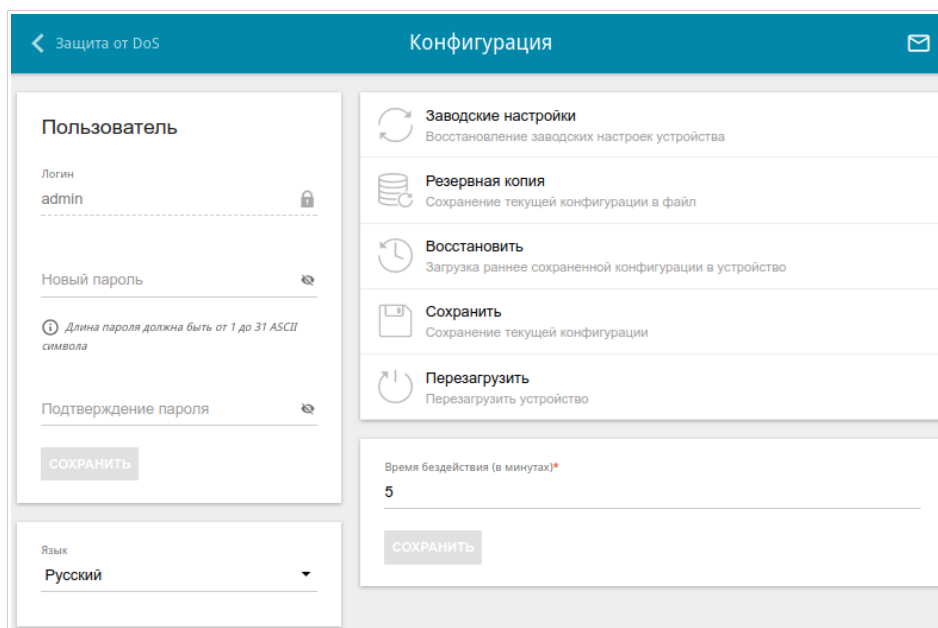 Защита от DoS
Конфигурация
Пользователь
Логин
admin
Новый пароль
Длина пароля должна быть от 1 до 31 ASCII
символа
Подтверждение пароля
СОХРАНИТЬ
Язык
Русский
Заводские настройки
Восстановление заводских настроек устройства
Резервная копия
Сохранение текущей конфигурации в файл
Восстановить
Загрузка раннее сохраненной конфигурации в устройство
Сохранить
Сохранение текущей конфигурации
Перезагрузить
Перезагрузить устройство
Время бездействия (в минутах)*
5
СОХРАНИТЬ